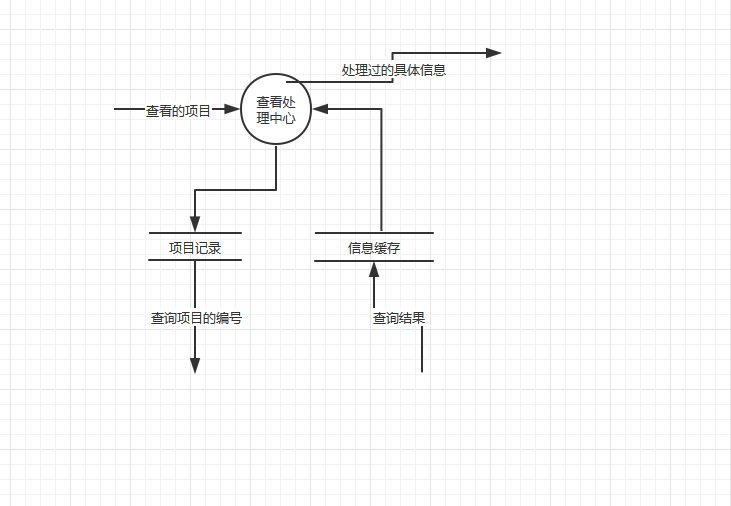 处理过的具体信息
查看的项目
查看处
理中心
项目记录
信息缓存
查询项目的编号
查询结果